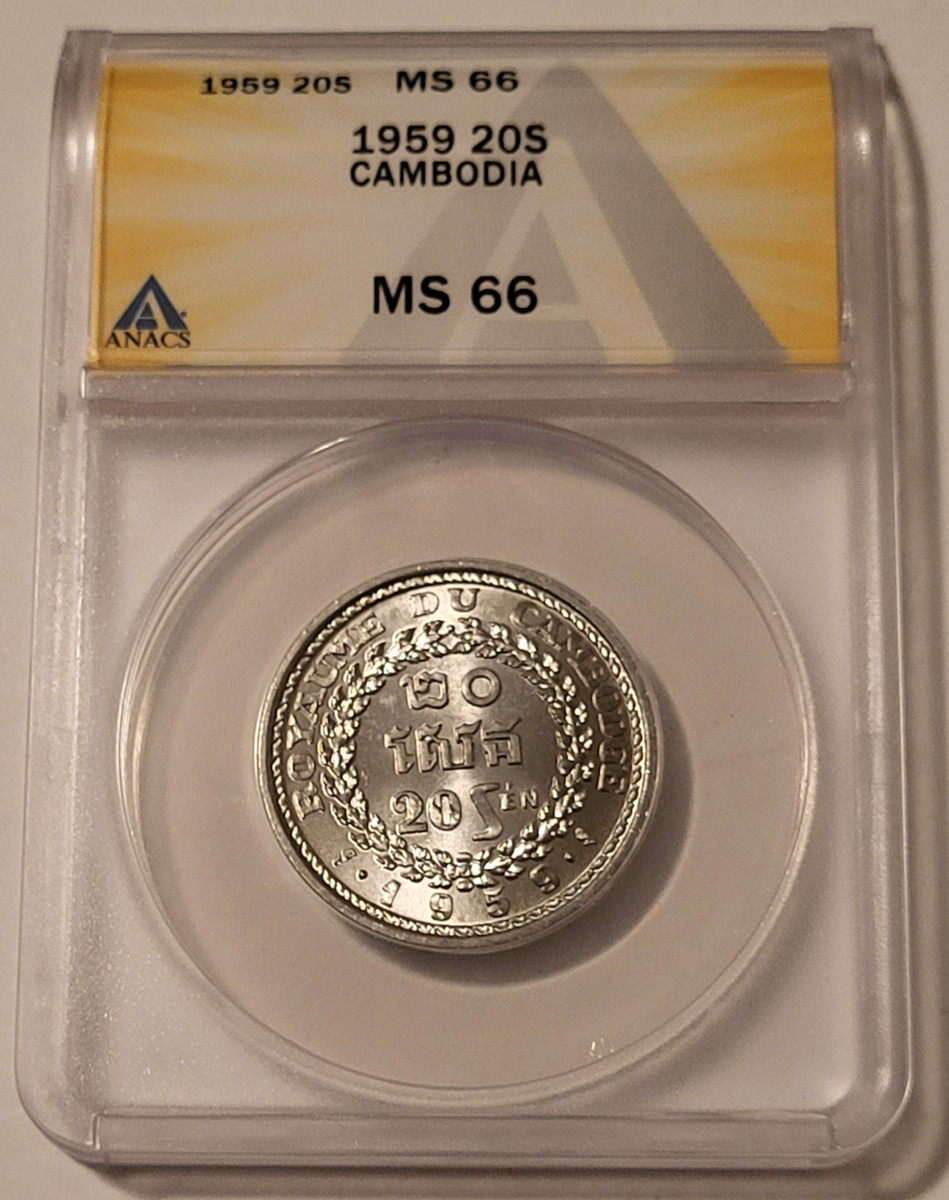 1959 20S MS 66
1959 20S
CAMBODIA
MS 66
ANACS
ROYAUME DU CAMBODGE
២០
សេន
20 SEN
· 1959 ·